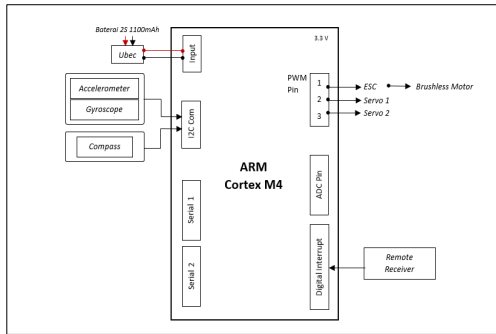 Baterai 2S 1100mAh
Ubec
Input
3.3 V
Accelerometer
Gyroscope
Compass
I2C Com
PWM
Pin
1
2
3
ESC
Brushless Motor
Servo 1
Servo 2
ARM
Cortex M4
ADC Pin
Serial 1
Serial 2
Digital Interrupt
Remote
Receiver